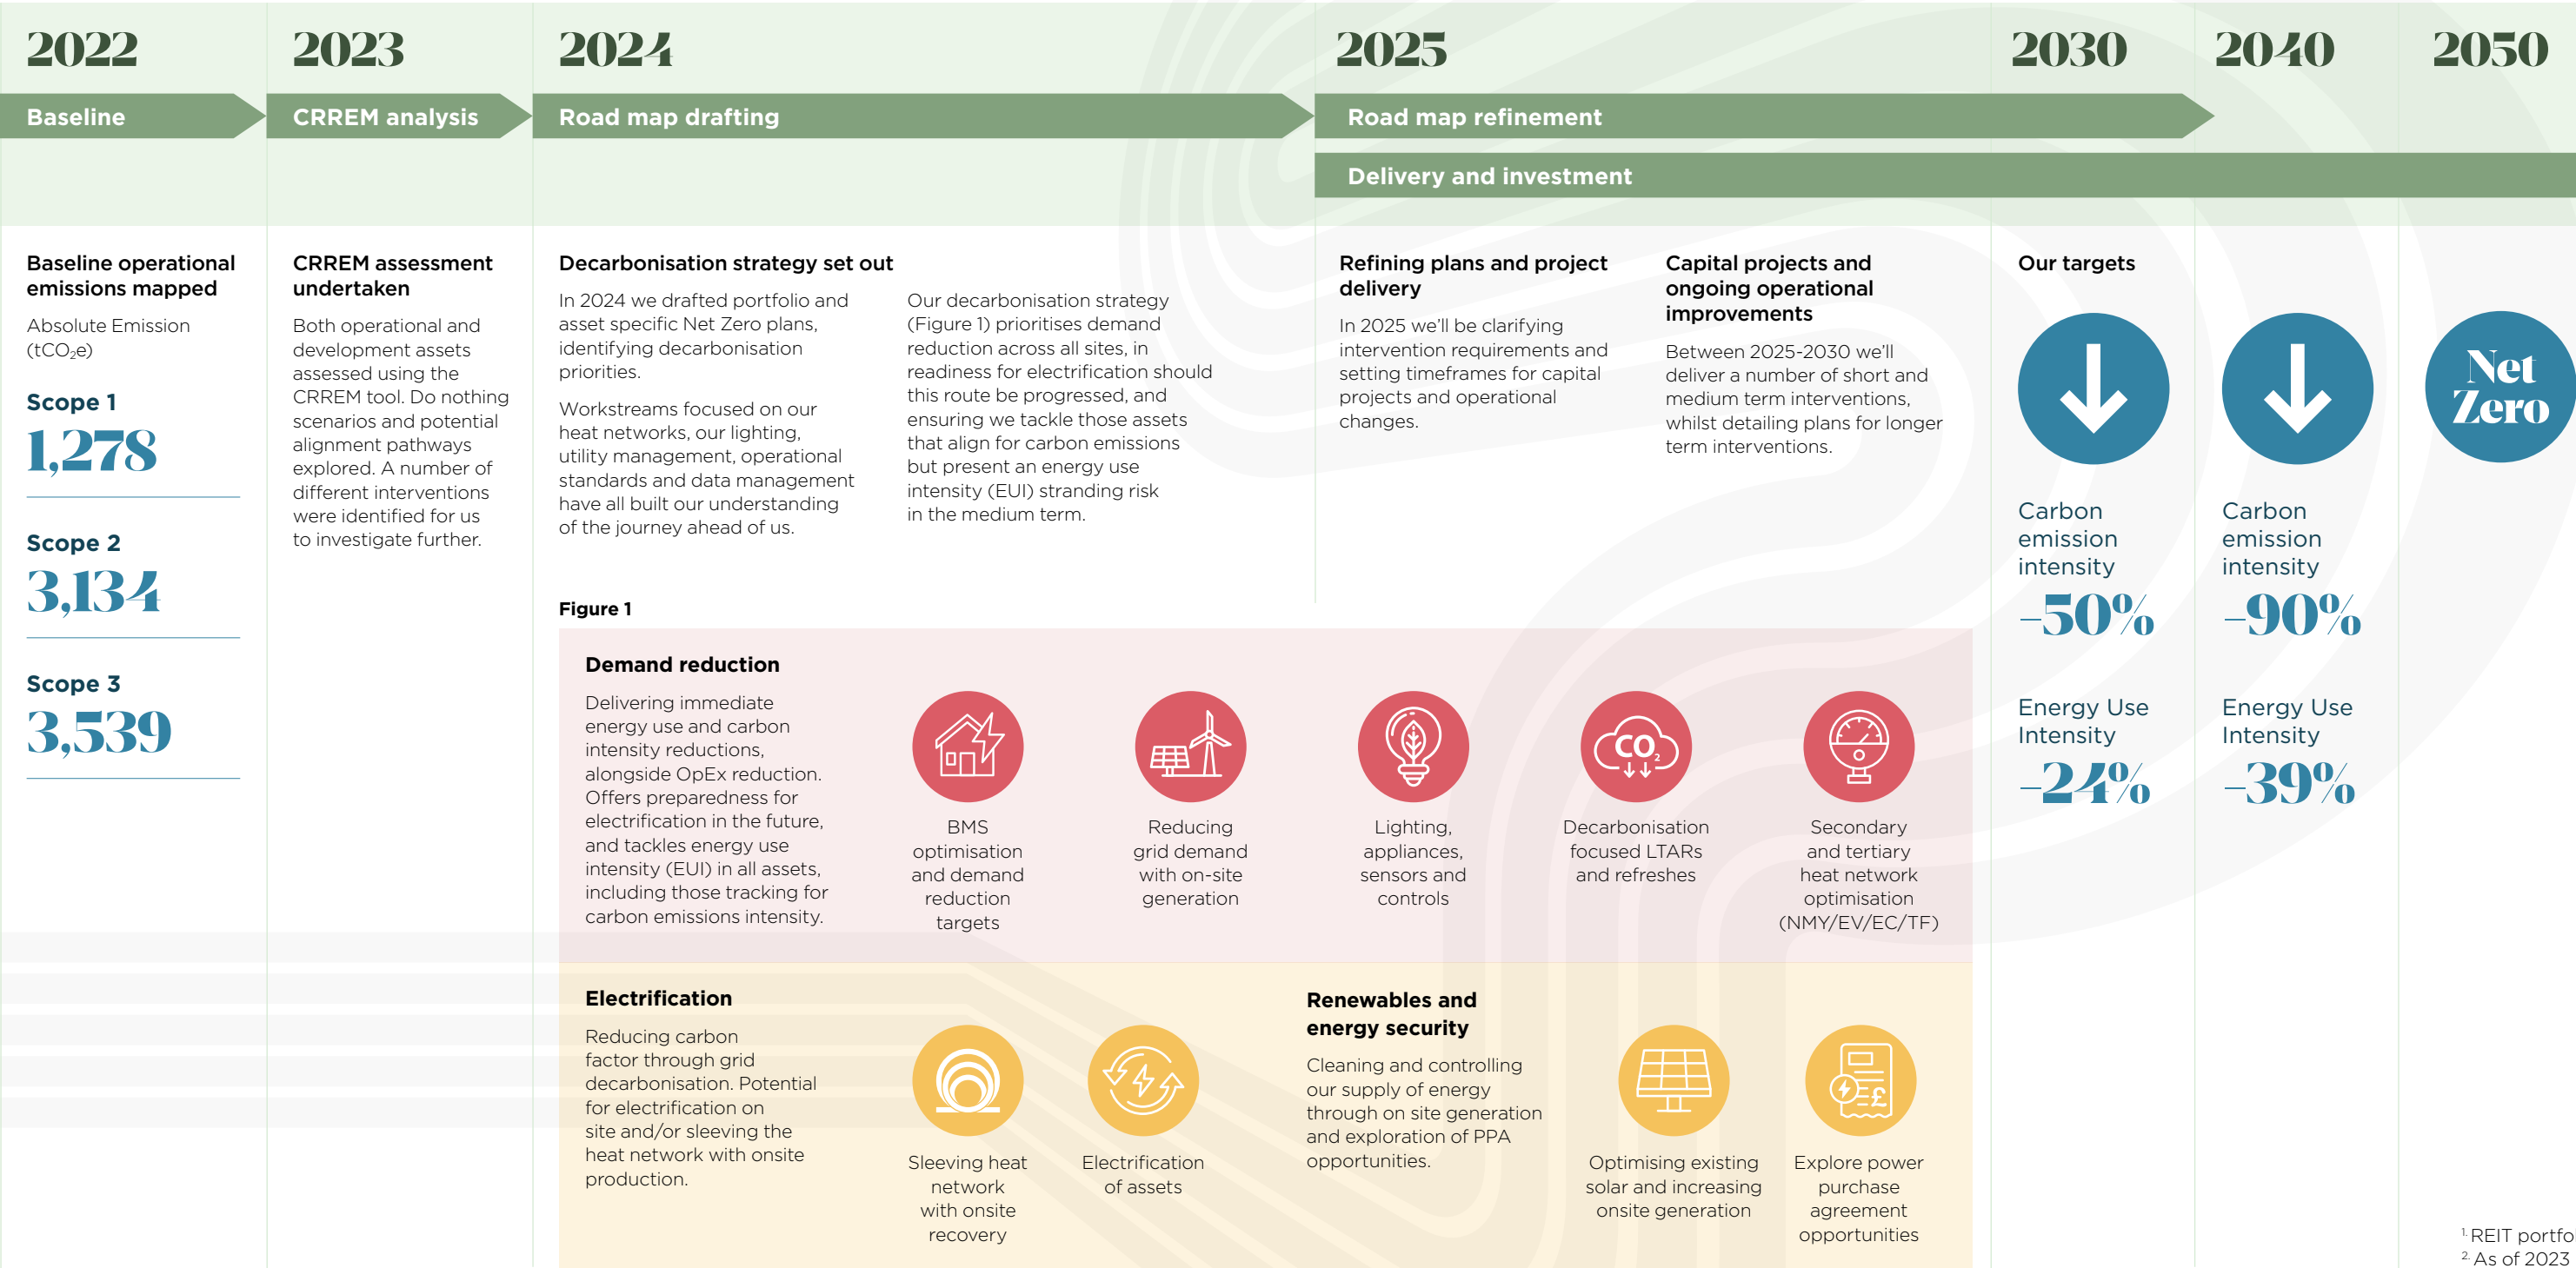 2022
2023
2024
2025
2030
2040
2050
Baseline
CRREM analysis
Road map drafting
Road map refinement
Delivery and investment
Baseline operational
emissions mapped
Absolute Emission
(tCO₂e)
Scope 1
1,278
Scope 2
3,134
Scope 3
3,539
CRREM assessment
undertaken
Both operational and
development assets
assessed using the
CRREM tool. Do nothing
scenarios and potential
alignment pathways
explored. A number of
different interventions
were identified for us
to investigate further.
Decarbonisation strategy set out
In 2024 we drafted portfolio and
asset specific Net Zero plans,
identifying decarbonisation
priorities.
Workstreams focused on our
heat networks, our lighting,
utility management, operational
standards and data management
have all built our understanding
of the journey ahead of us.
Our decarbonisation strategy
(Figure 1) prioritises demand
reduction across all sites, in
readiness for electrification should
this route be progressed, and
ensuring we tackle those assets
that align for carbon emissions
but present an energy use
intensity (EUI) stranding risk
in the medium term.
Refining plans and project
delivery
In 2025 we'll be clarifying
intervention requirements and
setting timeframes for capital
projects and operational
changes.
Capital projects and
ongoing operational
improvements
Between 2025-2030 we'll
deliver a number of short and
medium term interventions,
whilst detailing plans for longer
term interventions.
Our targets
Carbon
emission
intensity
–50%
Energy Use
Intensity
–24%
Carbon
emission
intensity
–90%
Energy Use
Intensity
–39%
Net
Zero
Figure 1
Demand reduction
Delivering immediate
energy use and carbon
intensity reductions,
alongside OpEx reduction.
Offers preparedness for
electrification in the future,
and tackles energy use
intensity (EUI) in all assets,
including those tracking for
carbon emissions intensity.
BMS
optimisation
and demand
reduction
targets
Reducing
grid demand
with on-site
generation
Lighting,
appliances,
sensors and
controls
CO₂
Decarbonisation
focused LTARs
and refreshes
Secondary
and tertiary
heat network
optimisation
(NMY/EV/EC/TF)
Electrification
Reducing carbon
factor through grid
decarbonisation. Potential
for electrification on
site and/or sleeving the
heat network with onsite
production.
Sleeving heat
network
with onsite
recovery
Electrification
of assets
Renewables and
energy security
Cleaning and controlling
our supply of energy
through on site generation
and exploration of PPA
opportunities.
Optimising existing
solar and increasing
onsite generation
£
Explore power
purchase
agreement
opportunities
1. REIT
2. As of 2023